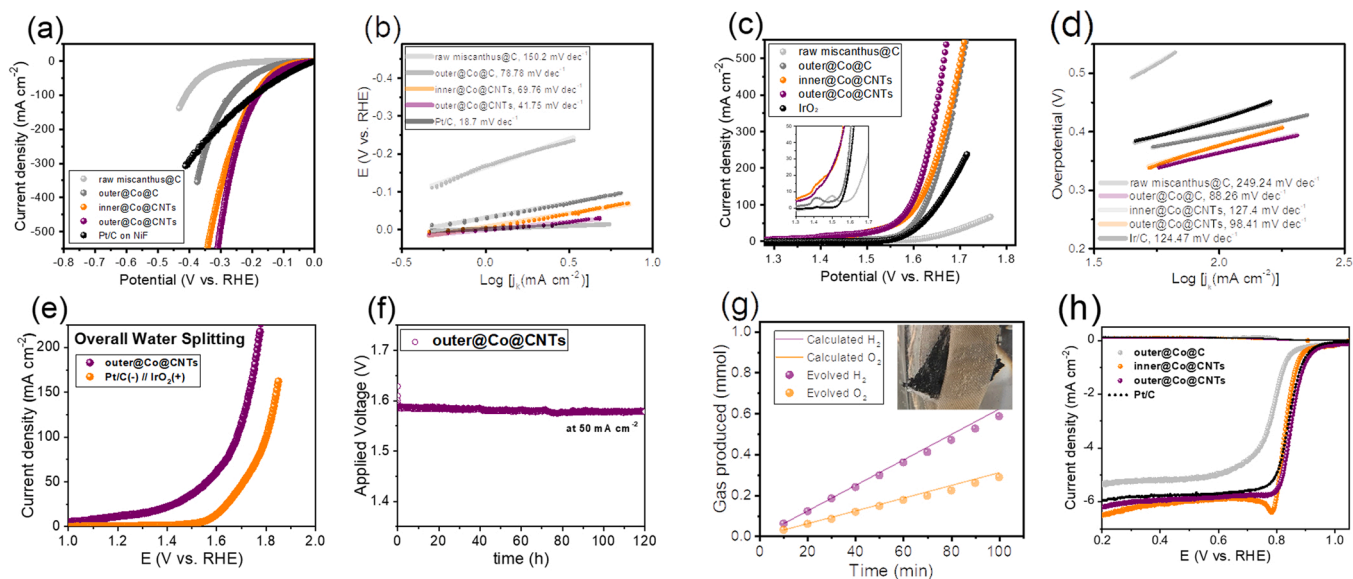 (a)
Current density (mA cm⁻²)
0
-100
-200
-300
-400
-500
raw miscanthus@C
outer@Co@C
inner@Co@CNTs
outer@Co@CNTs
Pt/C on NiF
-0.8 -0.7 -0.6 -0.5 -0.4 -0.3 -0.2 -0.1 0.0
Potential (V vs. RHE)
(b)
E (V vs. RHE)
-0.4
-0.3
-0.2
-0.1
0.0
raw miscanthus@C, 150.2 mV dec⁻¹
outer@Co@C, 78.78 mV dec⁻¹
inner@Co@CNTs, 69.76 mV dec⁻¹
outer@Co@CNTs, 41.75 mV dec⁻¹
Pt/C, 18.7 mV dec⁻¹
-0.5 0.0 0.5 1.0
Log [jₖ(mA cm⁻²)]
(c)
Current density (mA cm⁻²)
500
400
300
200
100
0
raw miscanthus@C
outer@Co@C
inner@Co@CNTs
outer@Co@CNTs
IrO₂
50
40
30
20
10
0
1.4 1.5 1.6 1.7
1.3 1.4 1.5 1.6 1.7 1.8
Potential (V vs. RHE)
(d)
Overpotential (V)
0.5
0.4
0.3
0.2
raw miscanthus@C, 249.24 mV dec⁻¹
outer@Co@C, 88.26 mV dec⁻¹
inner@Co@CNTs, 127.4 mV dec⁻¹
outer@Co@CNTs, 98.41 mV dec⁻¹
Ir/C, 124.47 mV dec⁻¹
1.5 2.0 2.5
Log [jₖ(mA cm⁻²)]
(e)
Current density (mA cm⁻²)
200
150
100
50
0
Overall Water Splitting
outer@Co@CNTs
Pt/C(-) // IrO₂(+)
1.0 1.2 1.4 1.6 1.8 2.0
E (V vs. RHE)
(f)
Applied Voltage (V)
1.7
1.6
1.5
1.4
outer@Co@CNTs
at 50 mA cm⁻²
0 20 40 60 80 100 120
time (h)
(g)
Gas produced (mmol)
1.0
0.8
0.6
0.4
0.2
0.0
Calculated H₂
Calculated O₂
Evolved H₂
Evolved O₂
0 20 40 60 80 100
Time (min)
(h)
Current density (mA cm⁻²)
0
-2
-4
-6
-8
outer@Co@C
inner@Co@CNTs
outer@Co@CNTs
Pt/C
0.2 0.4 0.6 0.8 1.0
E (V vs. RHE)